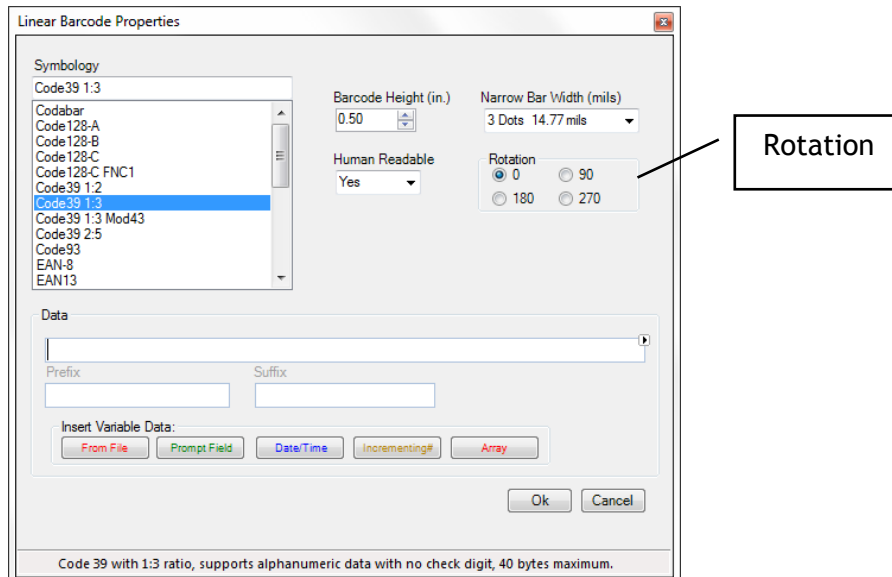 Linear Barcode Properties
Symbology
Code39 1:3
Codabar
Code128-A
Code128-B
Code128-C
Code128-C FNC1
Code39 1:2
Code39 1:3
Code39 1:3 Mod43
Code39 2:5
Code93
EAN-8
EAN13
Barcode Height (in.)
0.50
Narrow Bar Width (mils)
3 Dots 14.77 mils
Human Readable
Yes
Rotation
0 90
180 270
Rotation
Data
Prefix Suffix
Insert Variable Data:
From File Prompt Field Date/Time Incrementing# Array
Ok Cancel
Code 39 with 1:3 ratio, supports alphanumeric data with no check digit, 40 bytes maximum.